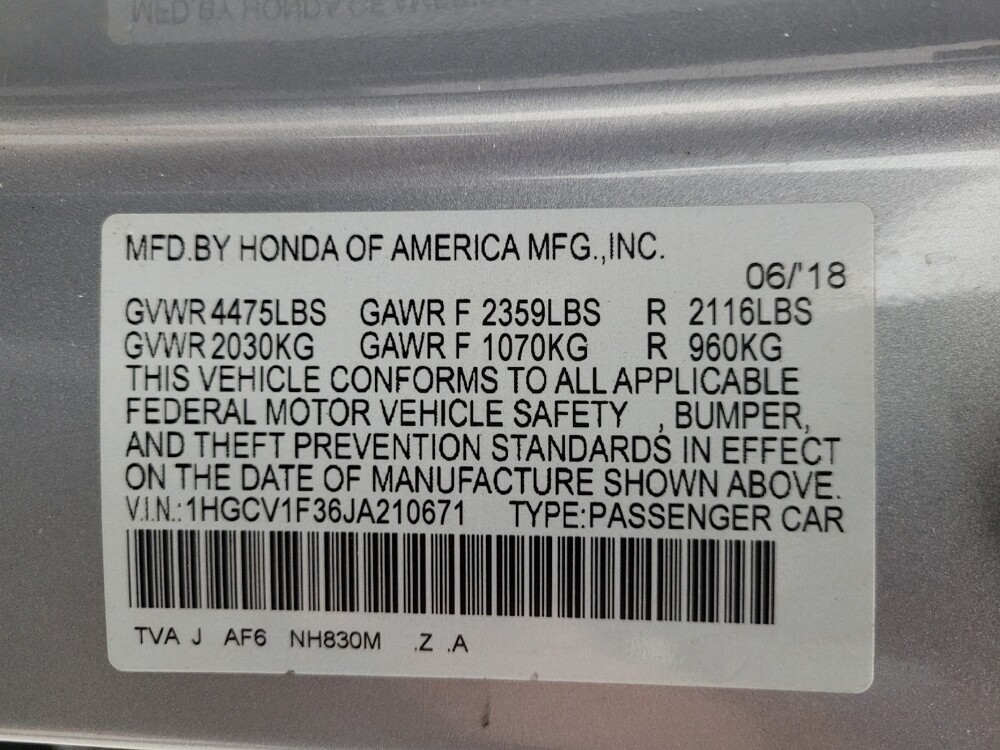 MFD.BY HONDA OF AMERICA MFG.,INC.
06/'18
GVWR 4475LBS GAWR F 2359LBS R 2116LBS
GVWR 2030KG GAWR F 1070KG R 960KG
THIS VEHICLE CONFORMS TO ALL APPLICABLE
FEDERAL MOTOR VEHICLE SAFETY , BUMPER,
AND THEFT PREVENTION STANDARDS IN EFFECT
ON THE DATE OF MANUFACTURE SHOWN ABOVE.
V.I.N.: 1HGCV1F36JA210671 TYPE:PASSENGER CAR
TVA J AF6 NH830M .Z .A